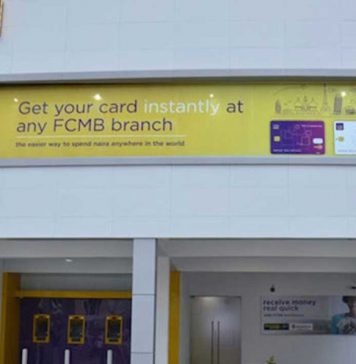 Get your card instantly at
any FCMB branch
the easier way to spend naira anywhere in the world
receive money
real quick